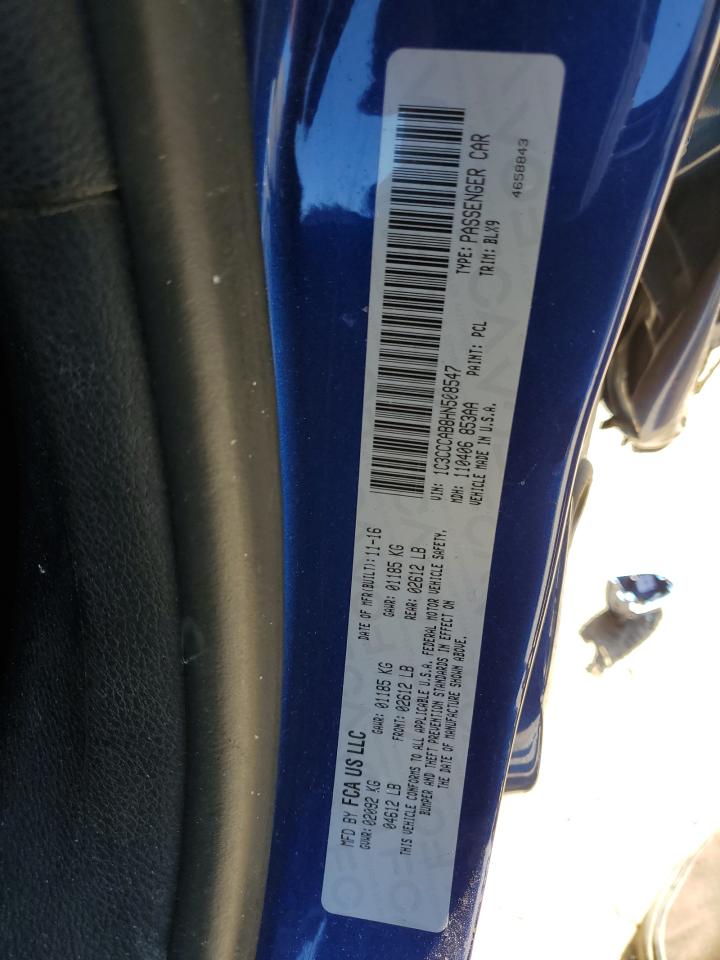 MFD BY FCA US LLC
DATE OF MFR(BUILT): 11-16
GVWR: 02092 KG
GAWR: 01185 KG
GAWR: 01185 KG
04612 LB
FRONT: 02612 LB
REAR: 02612 LB
THIS VEHICLE CONFORMS TO ALL APPLICABLE U.S.A. FEDERAL MOTOR VEHICLE SAFETY,
BUMPER AND THEFT PREVENTION STANDARDS IN EFFECT ON
THE DATE OF MANUFACTURE SHOWN ABOVE.
VIN: 1C3CCCAB8HN508547
TYPE: PASSENGER CAR
MDH: 110406 853AA
PAINT: PCL
TRIM: BLX9
VEHICLE MADE IN U.S.A.
4658843